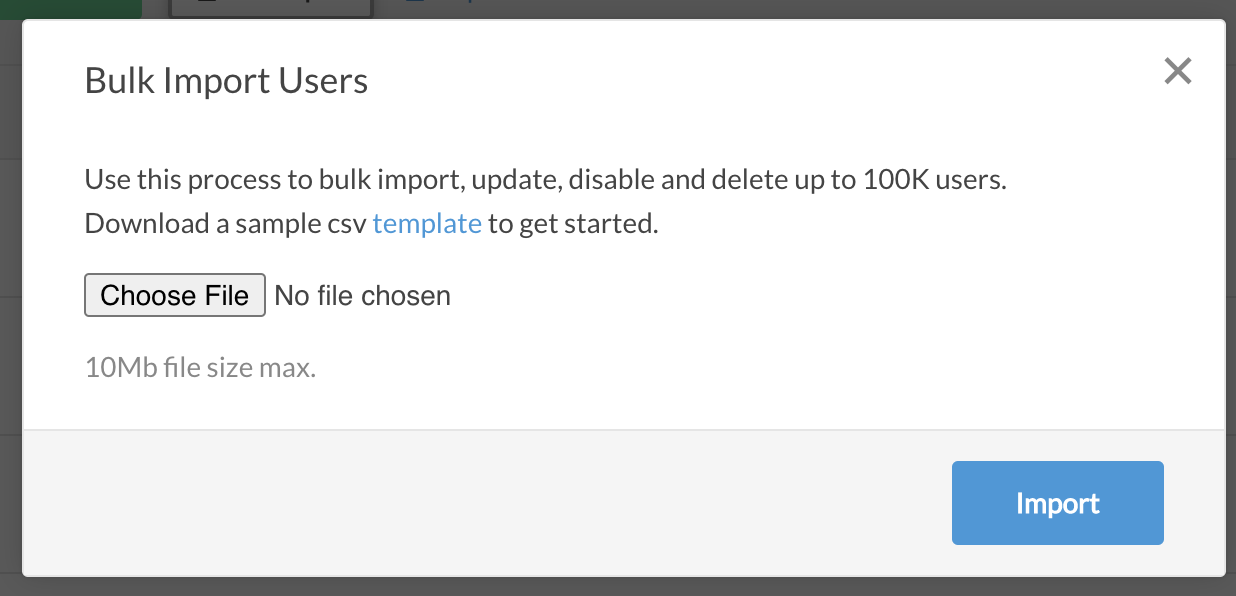 Bulk Import Users
Use this process to bulk import, update, disable and delete up to 100K users.
Download a sample csv template to get started.
Choose File No file chosen
10Mb file size max.
Import